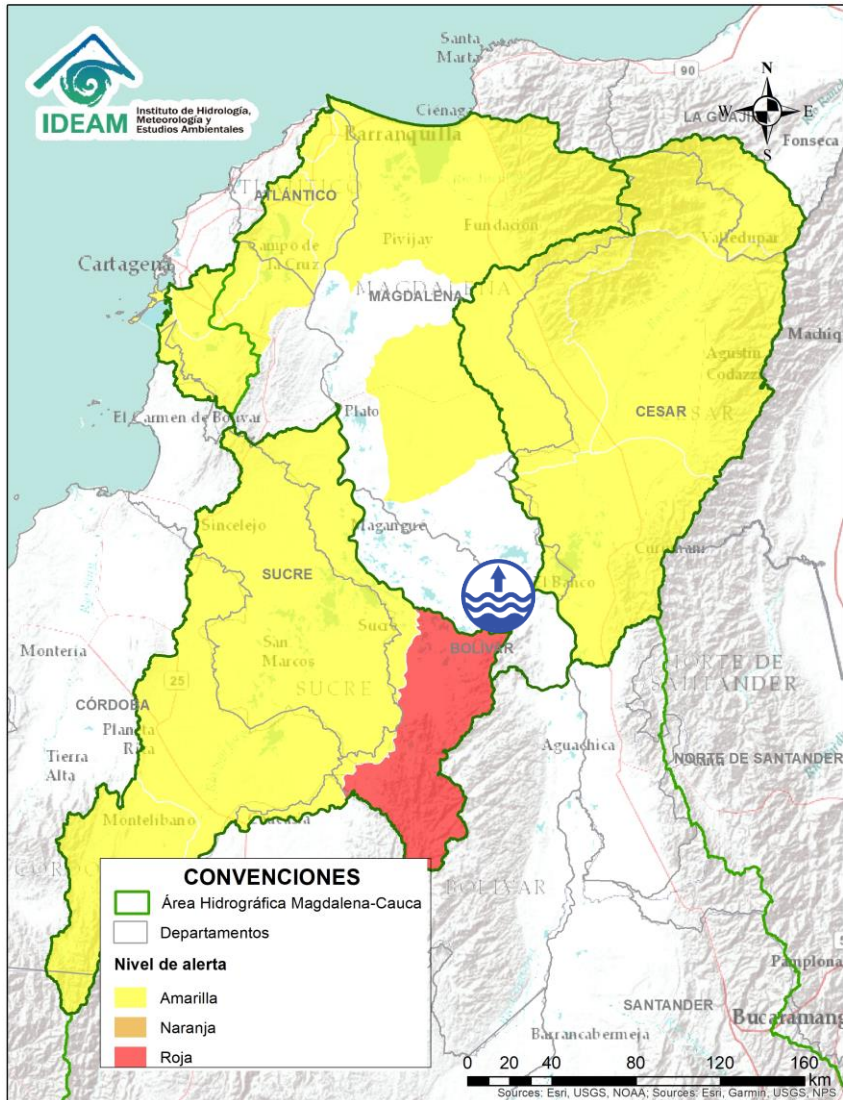 IDEAM
Instituto de Hidrología,
Meteorología y
Estudios Ambientales
Santa
Marta
90
N
W
E
S
Ciénaga
Barranquilla
LA GUAJIRA
Fonseca
ATLÁNTICO
Fundación
Pivijay
Valledupar
Campo de
la Cruz
Cartagena
MAGDALENA
MAGDALENA
Agustín
Codazzi
El Carmen de Bolívar
Plato
CESAR
Sincelejo
Magangue
Curumaní
SUCRE
El Banco
Sucre
BOLÍVAR
San
Marcos
Montería
SUCRE
25
NORTE DE
SANTANDER
CÓRDOBA
Planeta
Rica
Aguachica
NORTE DE SANTANDER
Tierra
Alta
Montelíbano
CONVENCIONES
Área Hidrográfica Magdalena-Cauca
Departamentos
Nivel de alerta
Amarilla
Naranja
Roja
BOLÍVAR
Pamplona
SANTANDER
Barrancabermeja
0 20 40 80 120 160
km
Sources: Esri, USGS, NOAA; Sources: Esri, Garmin, USGS, NPS